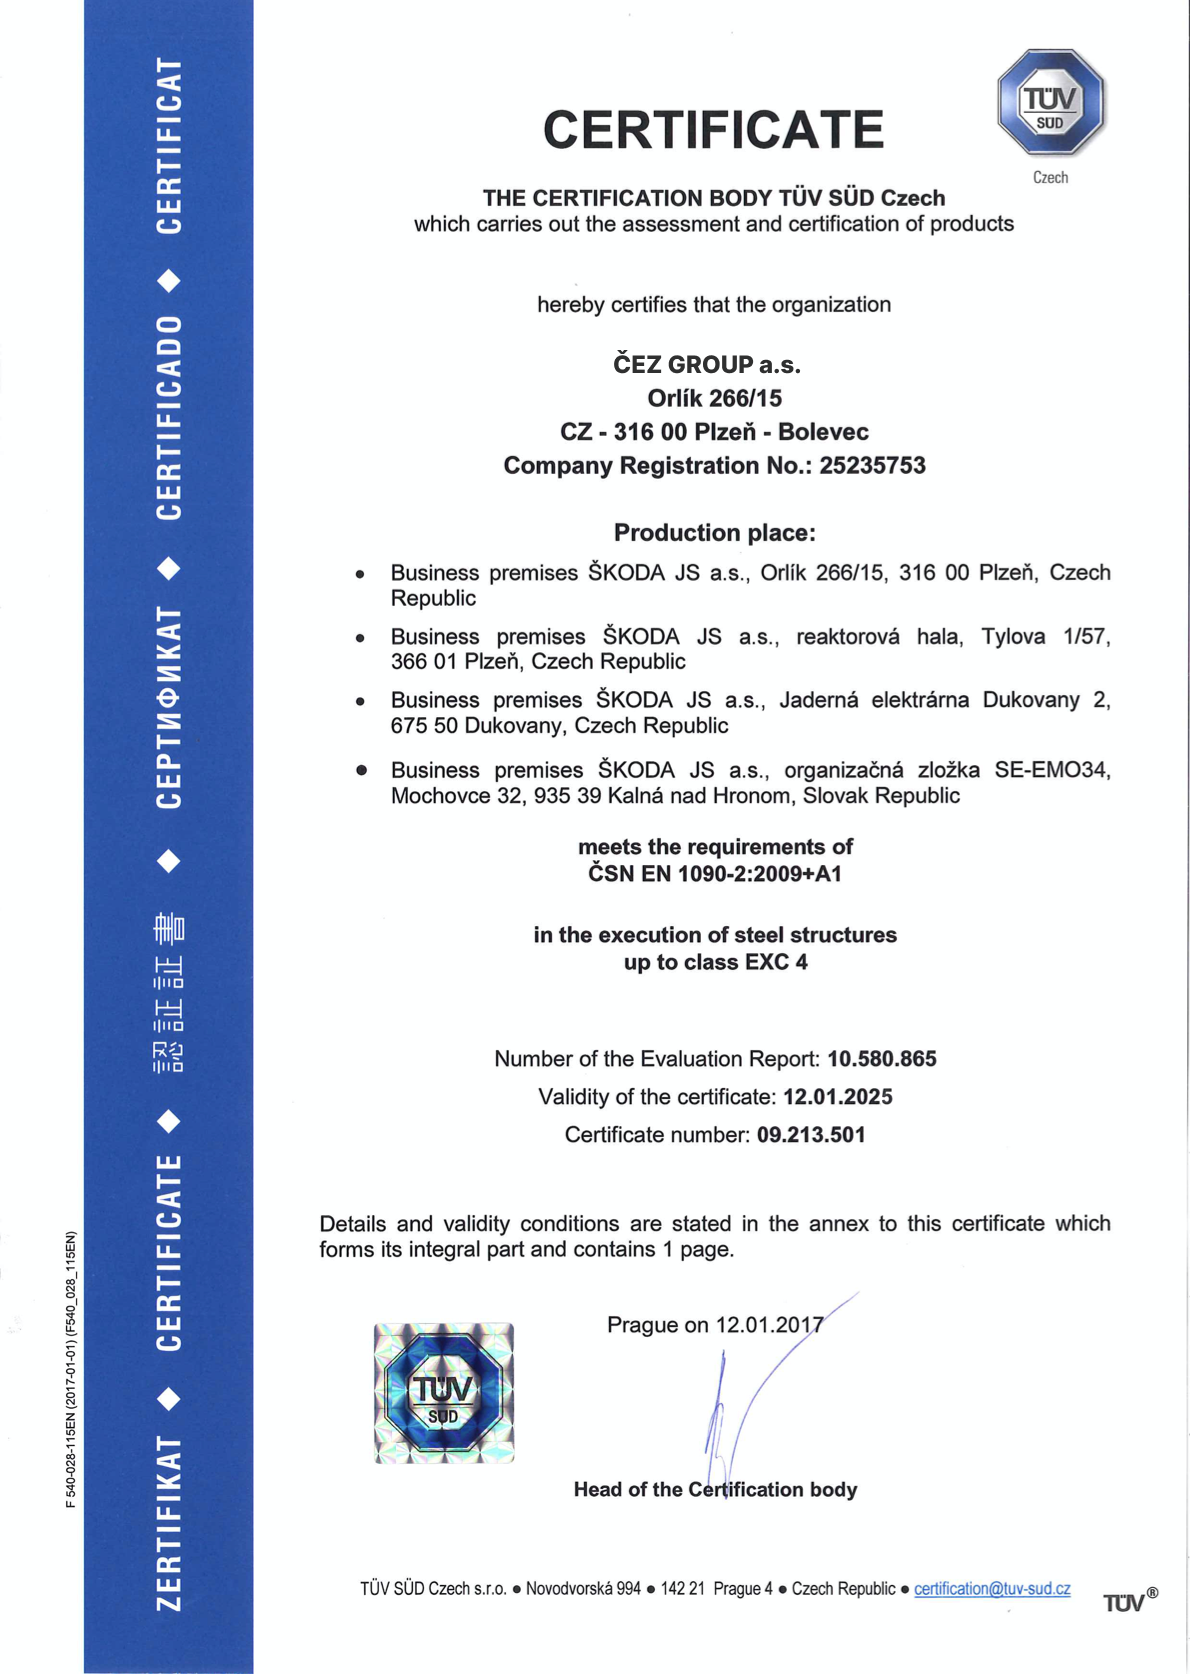 CERTIFICATE
TÜV
SÜD
Czech
THE CERTIFICATION BODY TÜV SÜD Czech
which carries out the assessment and certification of products
hereby certifies that the organization
ČEZ GROUP a.s.
Orlík 266/15
CZ - 316 00 Plzeň - Bolevec
Company Registration No.: 25235753
Production place:
• Business premises ŠKODA JS a.s., Orlík 266/15, 316 00 Plzeň, Czech
Republic
• Business premises ŠKODA JS a.s., reaktorová hala, Tylova 1/57,
366 01 Plzeň, Czech Republic
• Business premises ŠKODA JS a.s., Jaderná elektrárna Dukovany 2,
675 50 Dukovany, Czech Republic
• Business premises ŠKODA JS a.s., organizačná zložka SE-EMO34,
Mochovce 32, 935 39 Kalná nad Hronom, Slovak Republic
meets the requirements of
ČSN EN 1090-2:2009+A1
in the execution of steel structures
up to class EXC 4
Number of the Evaluation Report: 10.580.865
Validity of the certificate: 12.01.2025
Certificate number: 09.213.501
Details and validity conditions are stated in the annex to this certificate which
forms its integral part and contains 1 page.
Prague on 12.01.2017
TÜV
SÜD
Head of the Certification body
TÜV SÜD Czech s.r.o. ● Novodvorská 994 ● 142 21 Prague 4 ● Czech Republic ● certification@tuv-sud.cz
TÜV®
ZERTIFIKAT ◆ CERTIFICATE ◆ 認証証書 ◆ СЕРТИФИКАТ ◆ CERTIFICADO ◆ CERTIFICAT
F 540-028-115EN (2017-01-01) (F540_028_115EN)